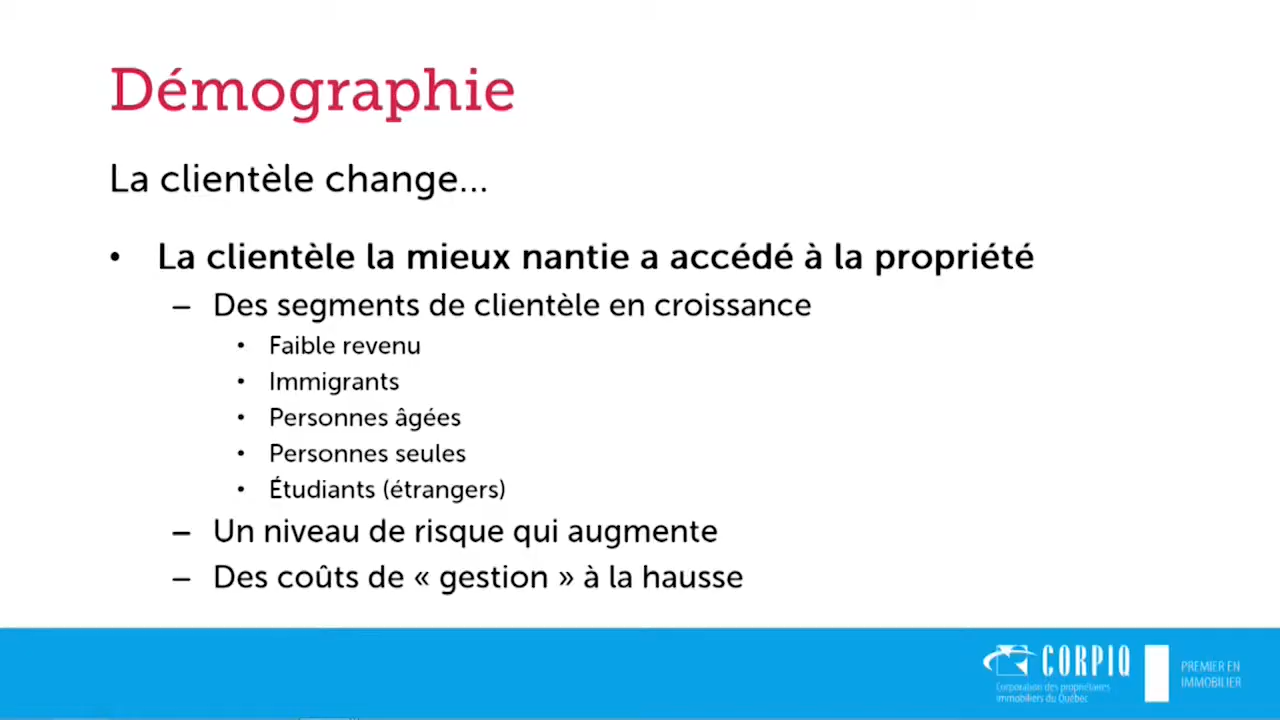 Démographie
La clientèle change...
• La clientèle la mieux nantie a accédé à la propriété
– Des segments de clientèle en croissance
• Faible revenu
• Immigrants
• Personnes âgées
• Personnes seules
• Étudiants (étrangers)
– Un niveau de risque qui augmente
– Des coûts de « gestion » à la hausse
CORPIQ
Corporation des propriétaires
immobiliers du Québec
PREMIER EN
IMMOBILIER